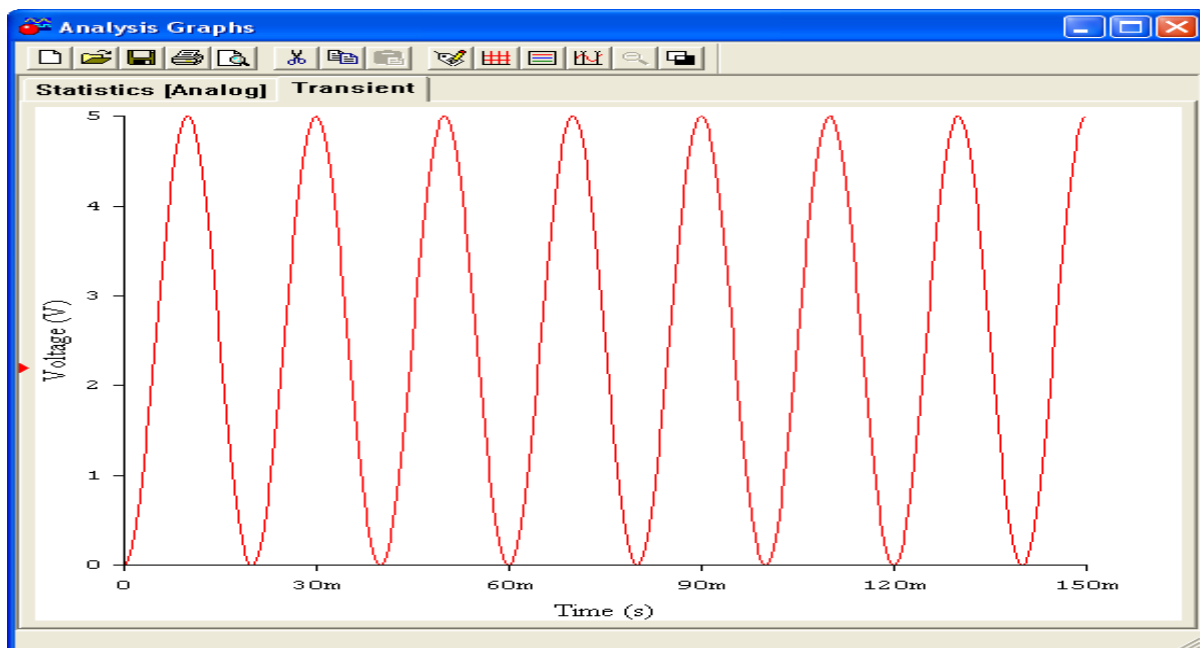 Analysis Graphs
Statistics [Analog] Transient
5
4
3
2
1
0
Voltage (V)
0 30m 60m 90m 120m 150m
Time (s)